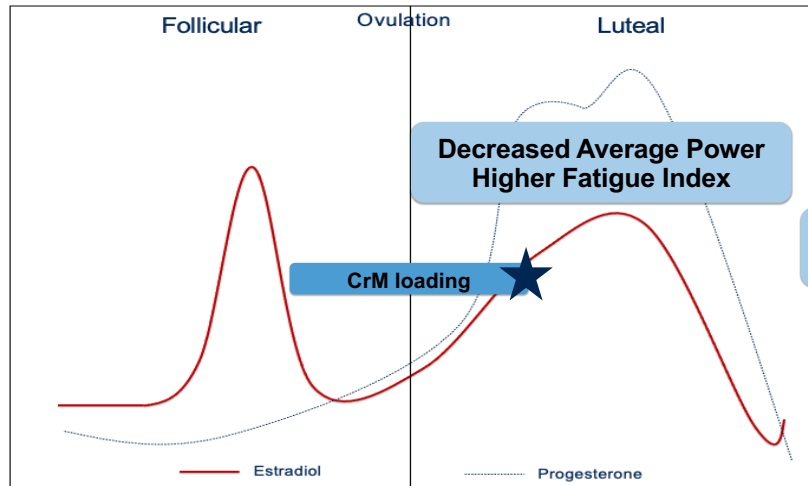 Follicular
Ovulation
Luteal
Decreased Average Power
Higher Fatigue Index
CrM loading
Estradiol
Progesterone